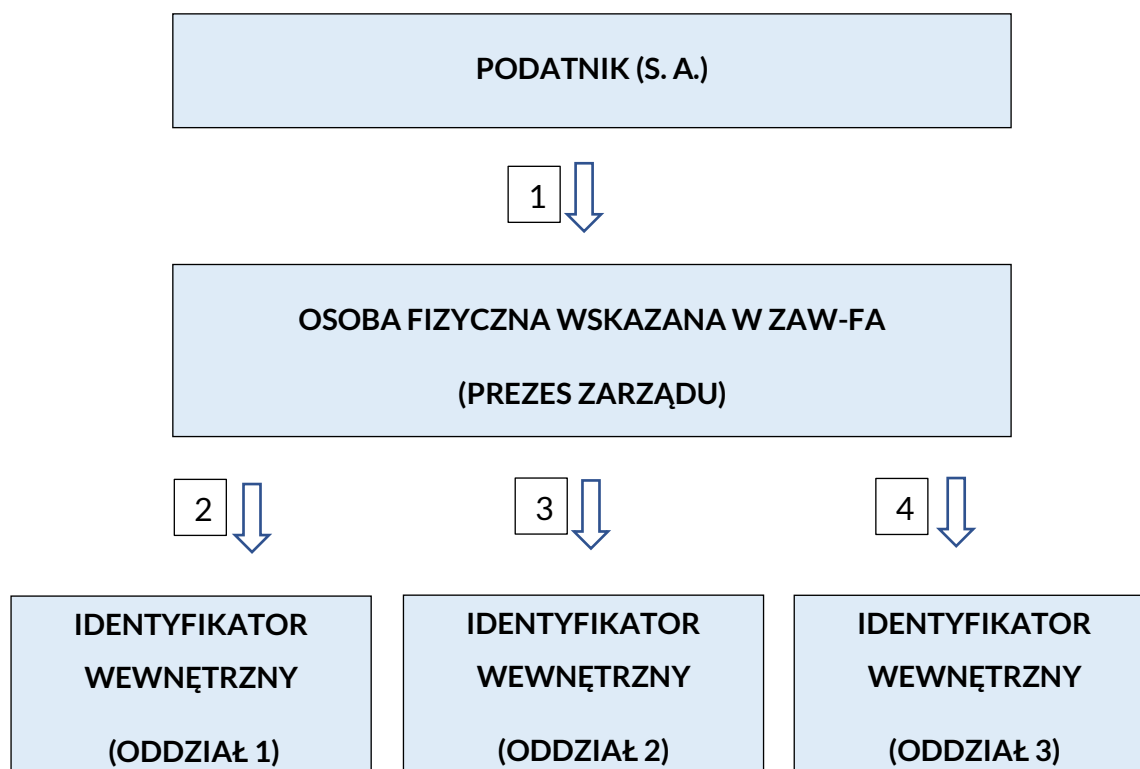 PODATNIK (S. A.)
1
OSOBA FIZYCZNA WSKAZANA W ZAW-FA
(PREZES ZARZĄDU)
2
3
4
IDENTYFIKATOR
WEWNĘTRZNY
(ODDZIAŁ 1)
IDENTYFIKATOR
WEWNĘTRZNY
(ODDZIAŁ 2)
IDENTYFIKATOR
WEWNĘTRZNY
(ODDZIAŁ 3)